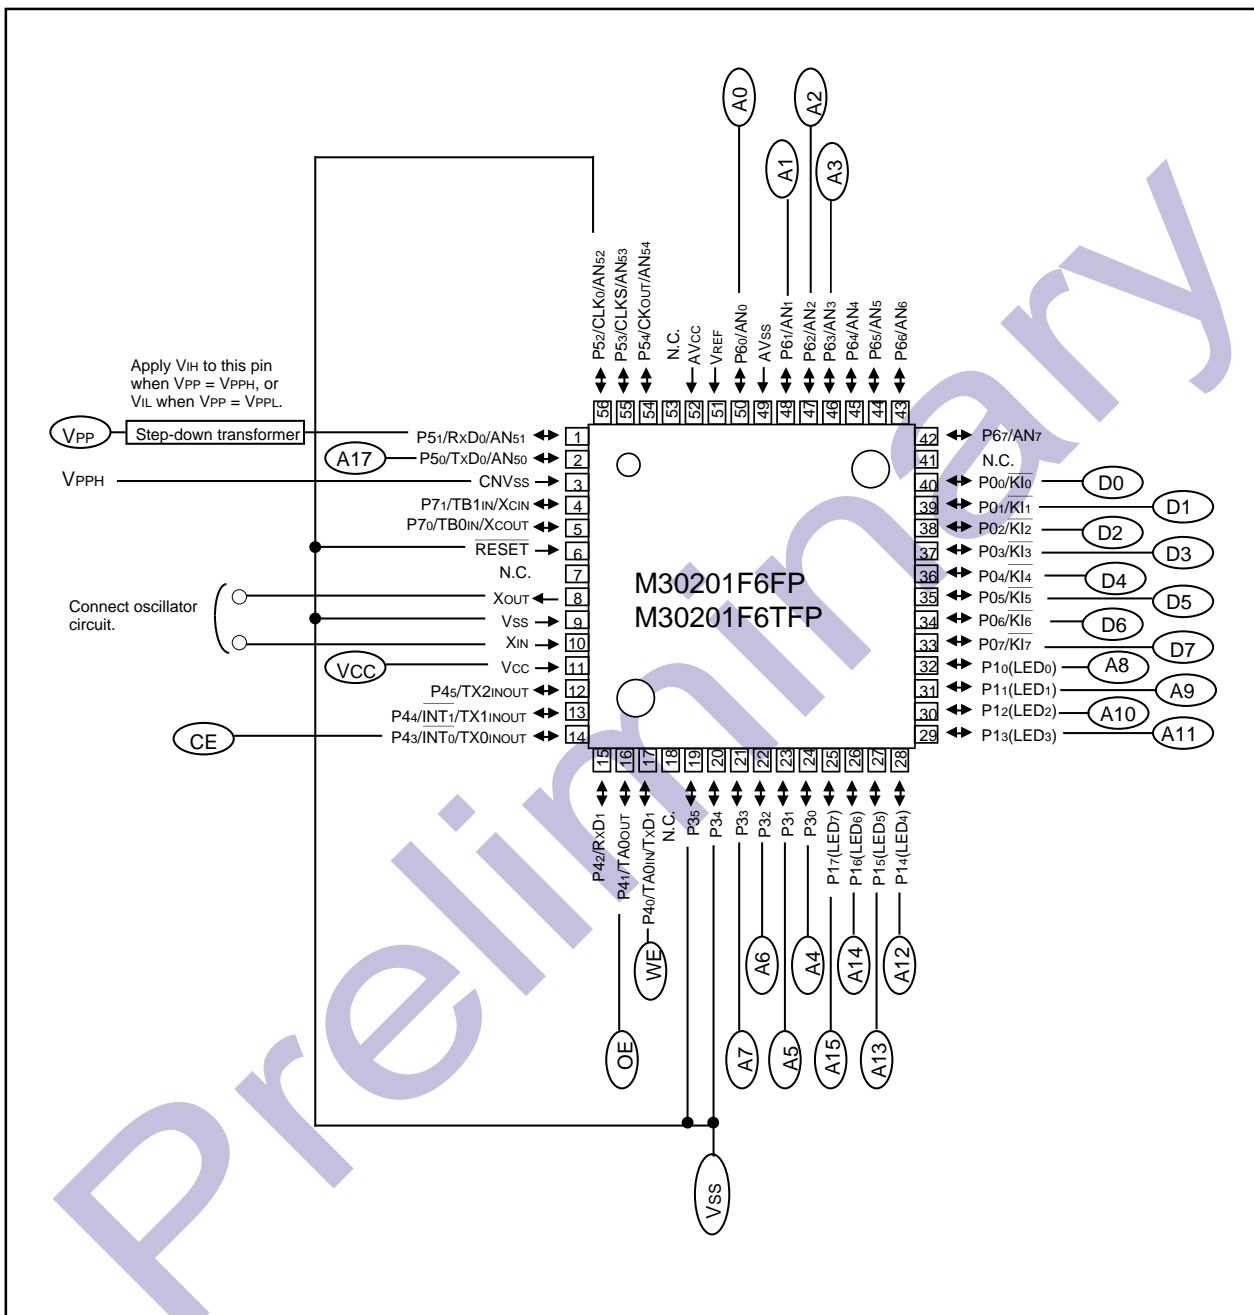 A0
A2
A1
A3
P52/CLK0/AN52
P53/CLKS/AN53
P54/CKOUT/AN54
N.C.
AVCC
VREF
P60/AN0
AVSS
P61/AN1
P62/AN2
P63/AN3
P64/AN4
P65/AN5
P66/AN6
56 55 54 53 52 51 50 49 48 47 46 45 44 43
Apply VIH to this pin
when VPP = VPPH, or
VIL when VPP = VPPL.
VPP Step-down transformer P51/RxD0/AN51 1
A17 P50/TxD0/AN50 2
VPPH CNVSS 3
P71/TB1IN/XCIN 4
P70/TB0IN/XCOUT 5
RESET 6
N.C. 7
XOUT 8
Connect oscillator
circuit.
VSS 9
XIN 10
VCC VCC 11
P45/TX2INOUT 12
P44/INT1/TX1INOUT 13
CE P43/INT0/TX0INOUT 14
M30201F6FP
M30201F6TFP
42 P67/AN7
41 N.C.
40 P00/KI0 D0
39 P01/KI1 D1
38 P02/KI2 D2
37 P03/KI3 D3
36 P04/KI4 D4
35 P05/KI5 D5
34 P06/KI6 D6
33 P07/KI7 D7
32 P10(LED0) A8
31 P11(LED1) A9
30 P12(LED2) A10
29 P13(LED3) A11
15 16 17 18 19 20 21 22 23 24 25 26 27 28
P42/RxD1
P41/TA0OUT
P40/TA0IN/TxD1
N.C.
P35
P34
P33
P32
P31
P30
P17(LED7)
P16(LED6)
P15(LED5)
P14(LED4)
WE
A6
A4
A14
A12
OE
A7
A5
A15
A13
VSS
Preliminary